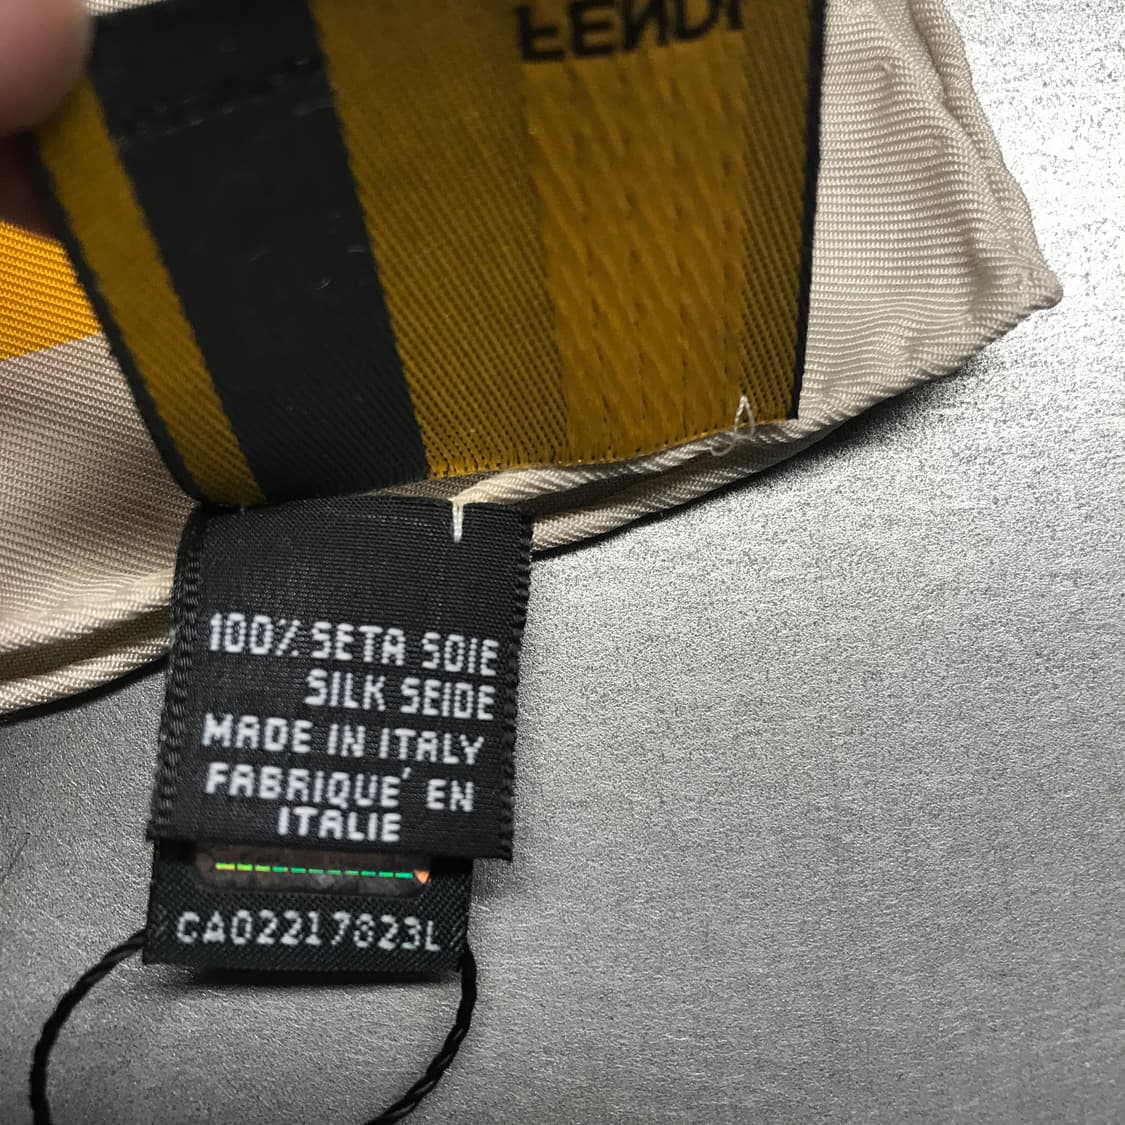 FENDI
100% SETA SOIE
SILK SEIDE
MADE IN ITALY
FABRIQUE' EN
ITALIE
CA02217823L